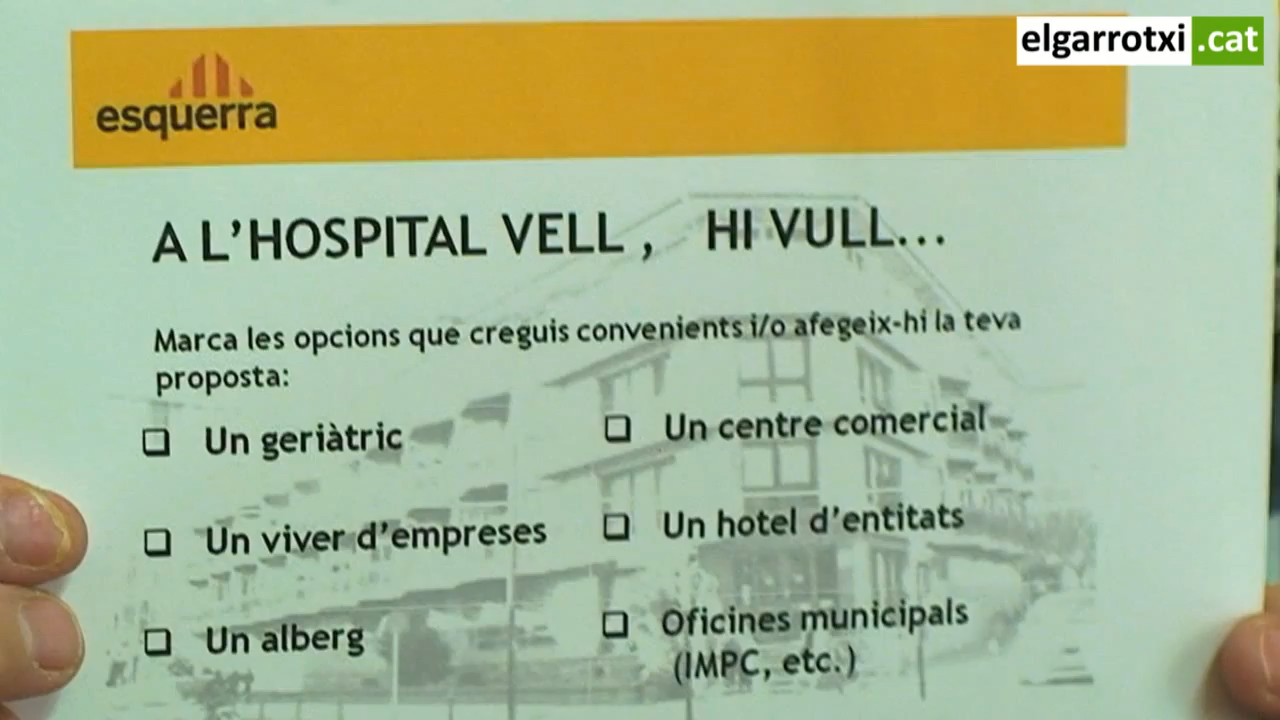 elgarrotxi.cat
esquerra
A L'HOSPITAL VELL , HI VULL...
Marca les opcions que creguis convenients i/o afegeix-hi la teva
proposta:
❑ Un geriàtric
❑ Un centre comercial
❑ Un viver d'empreses
❑ Un hotel d'entitats
❑ Un alberg
❑ Oficines municipals
(IMPC, etc.)